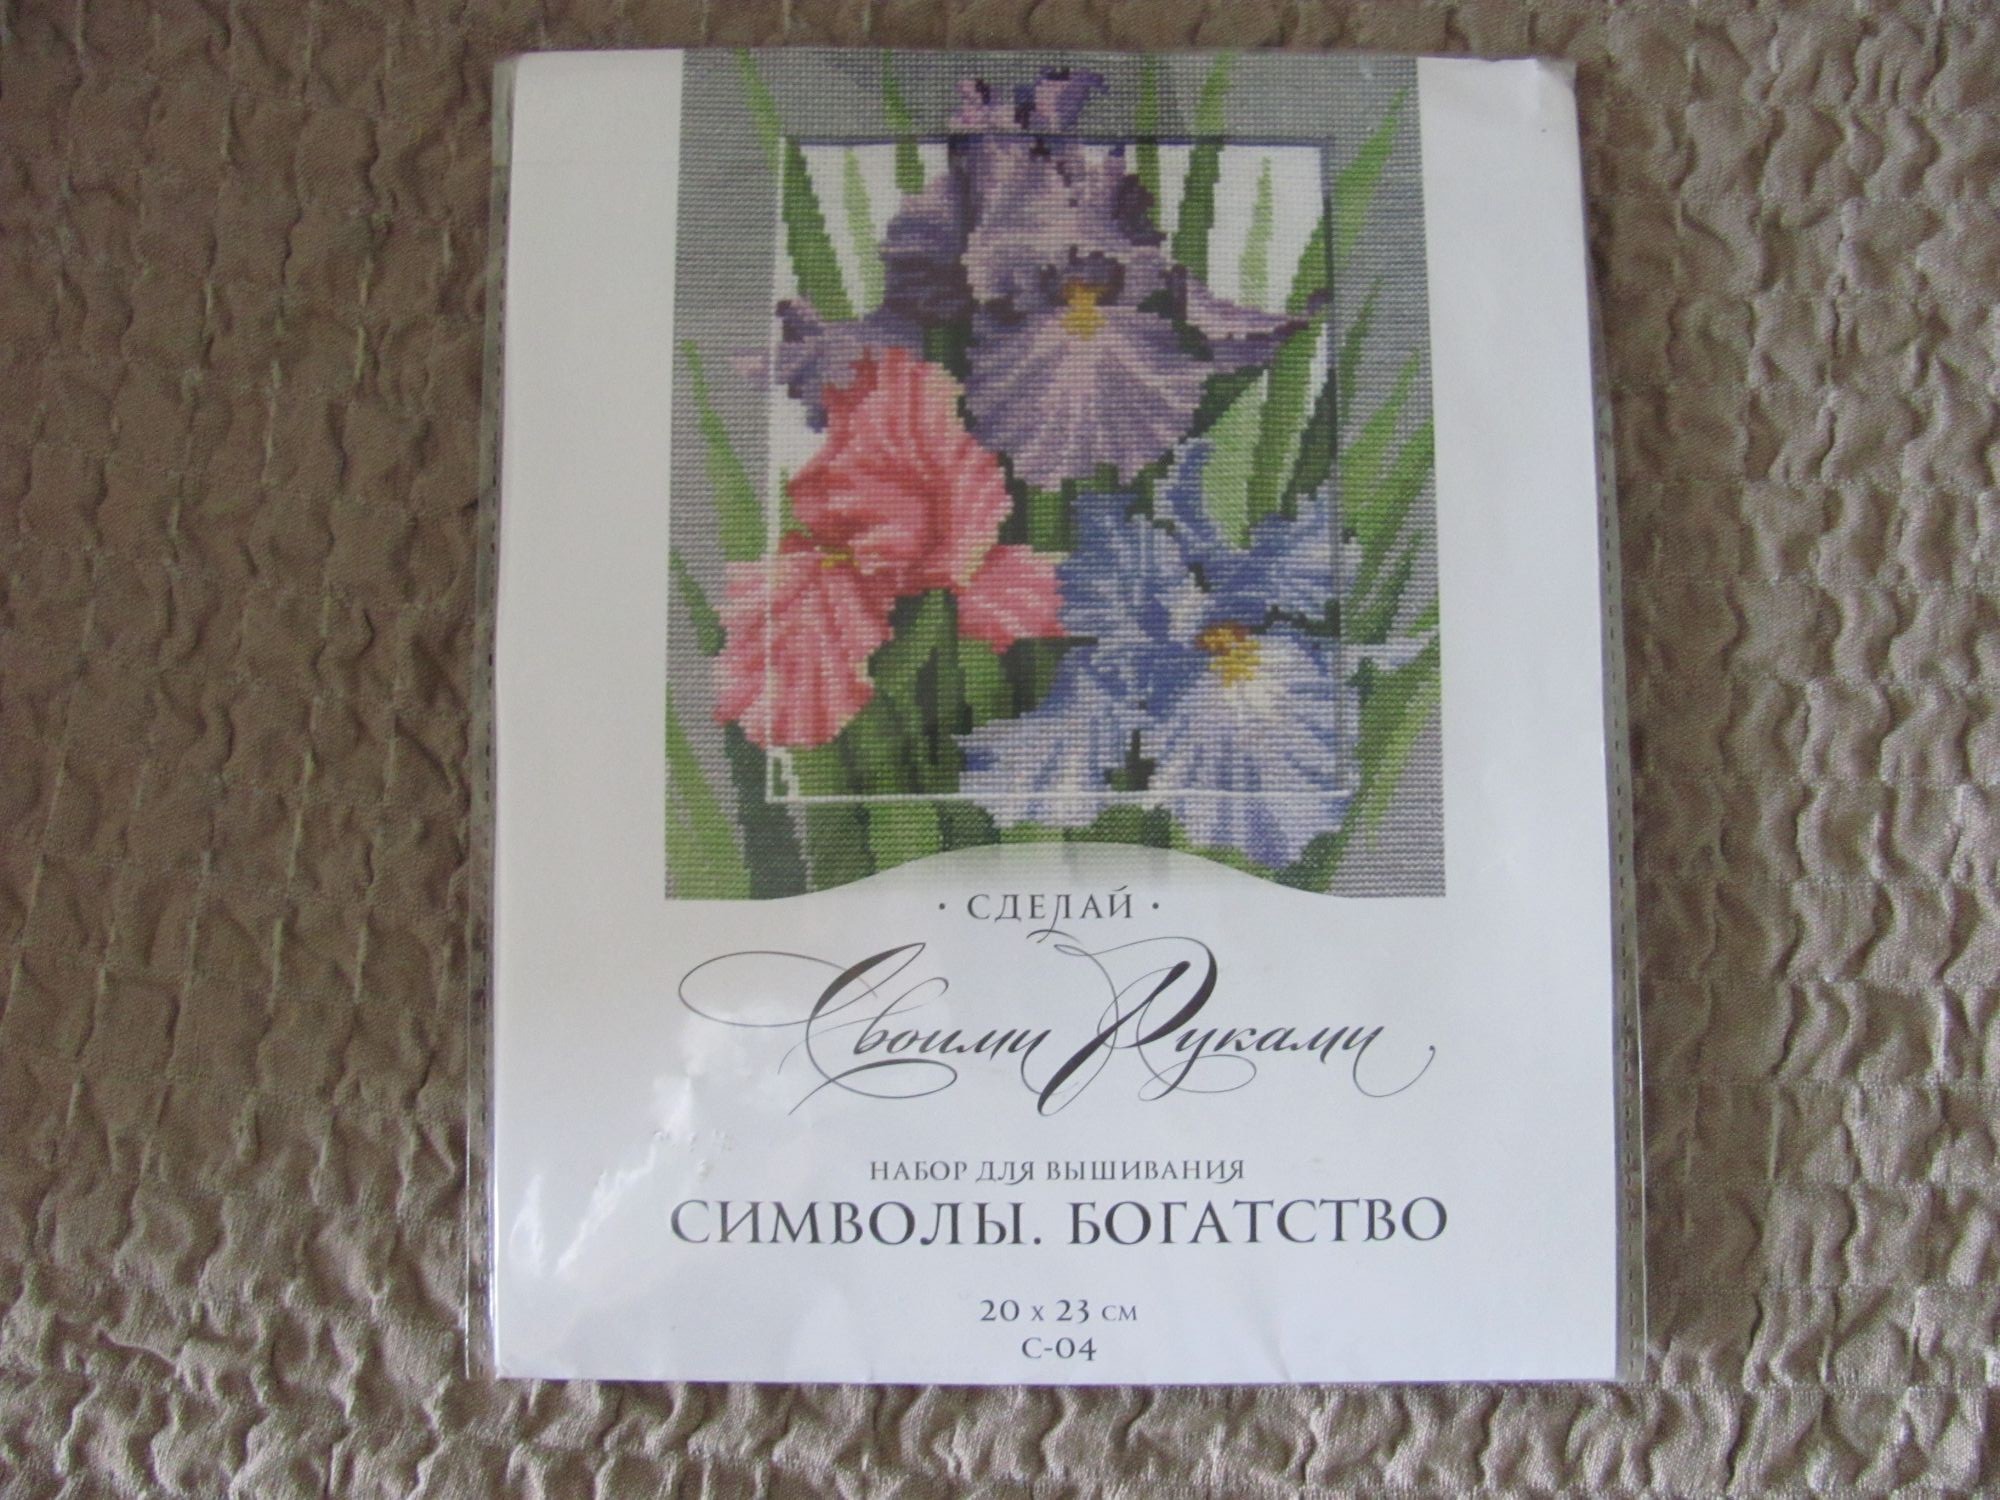 · СДЕЛАЙ ·
Своими Руками
НАБОР ДЛЯ ВЫШИВАНИЯ
СИМВОЛЫ. БОГАТСТВО
20 х 23 см
С-04